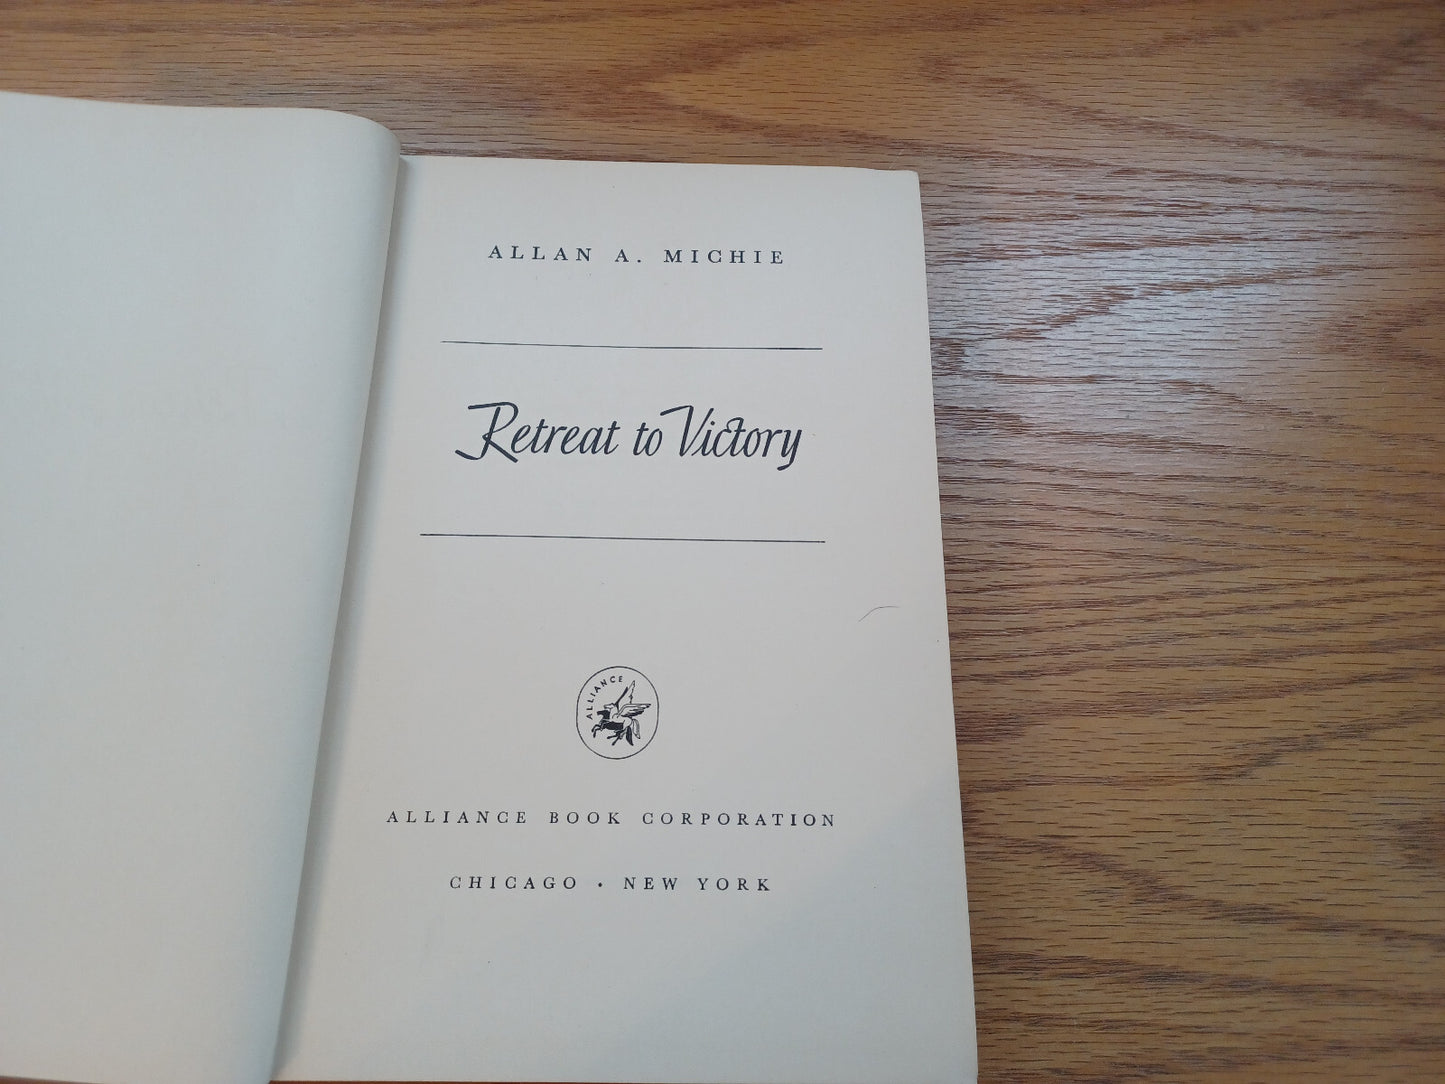 ALLAN A. MICHIE
Retreat to Victory
ALLIANCE
ALLIANCE BOOK CORPORATION
CHICAGO • NEW YORK